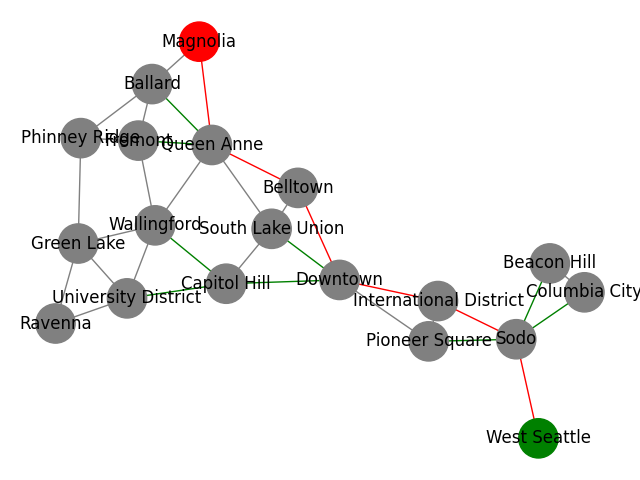 Magnolia
Ballard
Phinney Ridge
Fremont
Queen Anne
Belltown
Wallingford
South Lake Union
Green Lake
Beacon Hill
Capitol Hill
Downtown
Columbia City
University District
International District
Ravenna
Pioneer Square
Sodo
West Seattle